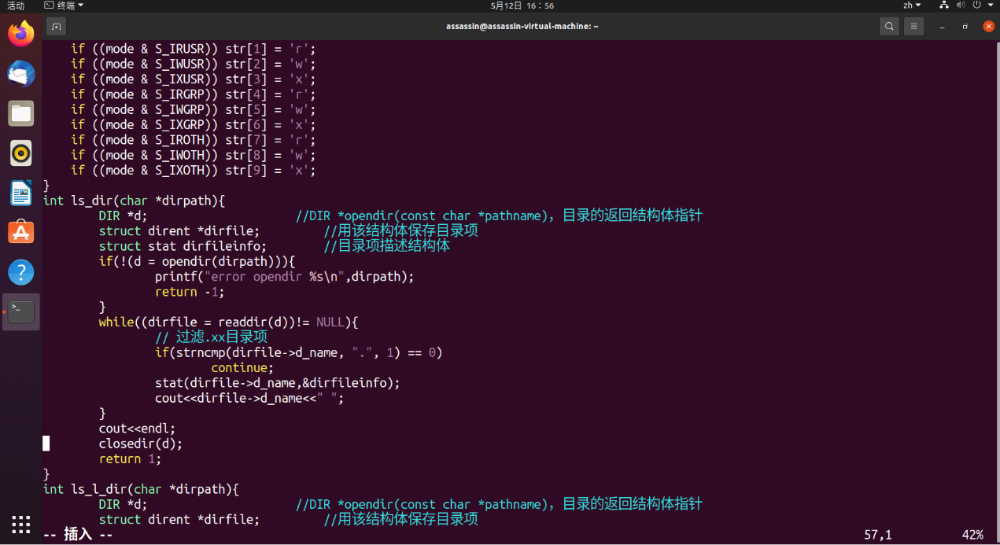 活动 终端 5月12日 16：56 zh
assassin@assassin-virtual-machine: ~
    if ((mode & S_IRUSR)) str[1] = 'r';
    if ((mode & S_IWUSR)) str[2] = 'w';
    if ((mode & S_IXUSR)) str[3] = 'x';
    if ((mode & S_IRGRP)) str[4] = 'r';
    if ((mode & S_IWGRP)) str[5] = 'w';
    if ((mode & S_IXGRP)) str[6] = 'x';
    if ((mode & S_IROTH)) str[7] = 'r';
    if ((mode & S_IWOTH)) str[8] = 'w';
    if ((mode & S_IXOTH)) str[9] = 'x';
}
int ls_dir(char *dirpath){
        DIR *d;                     //DIR *opendir(const char *pathname)，目录的返回结构体指针
        struct dirent *dirfile;         //用该结构体保存目录项
        struct stat dirfileinfo;        //目录项描述结构体
        if(!(d = opendir(dirpath))){
                printf("error opendir %s\n",dirpath);
                return -1;
        }
        while((dirfile = readdir(d))!= NULL){
                // 过滤.xx目录项
                if(strncmp(dirfile->d_name, ".", 1) == 0)
                        continue;
                stat(dirfile->d_name,&dirfileinfo);
                cout<<dirfile->d_name<<" ";
        }
        cout<<endl;
        closedir(d);
        return 1;
}
int ls_l_dir(char *dirpath){
        DIR *d;                     //DIR *opendir(const char *pathname)，目录的返回结构体指针
        struct dirent *dirfile;         //用该结构体保存目录项
-- 插入 -- 57,1 42%